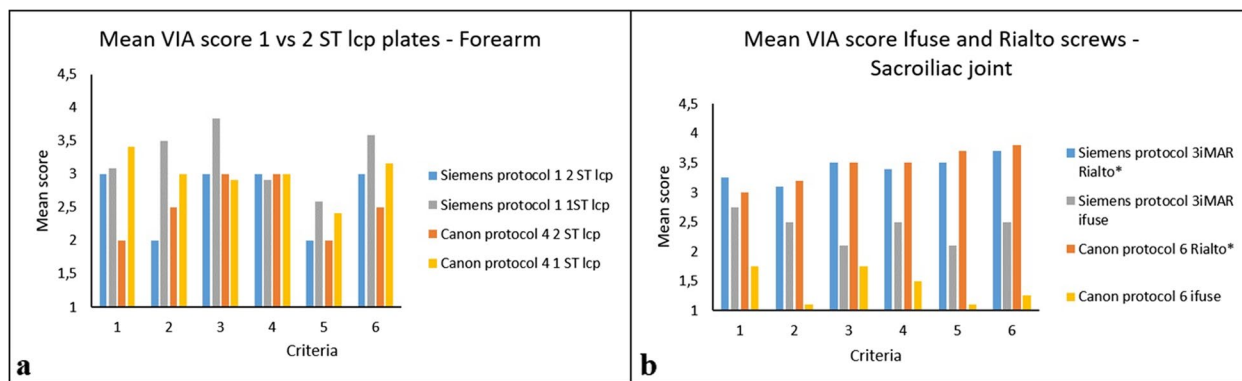 Mean VIA score 1 vs 2 ST lcp plates - Forearm
4,5
4
3,5
3
2,5
2
1,5
1
Mean score
1 2 3 4 5 6
Criteria
Siemens protocol 1 2 ST lcp
Siemens protocol 1 1ST lcp
Canon protocol 4 2 ST lcp
Canon protocol 4 1 ST lcp
a
Mean VIA score Ifuse and Rialto screws -
Sacroiliac joint
4,5
4
3,5
3
2,5
2
1,5
1
Mean score
1 2 3 4 5 6
Criteria
Siemens protocol 3iMAR
Rialto*
Siemens protocol 3iMAR
ifuse
Canon protocol 6 Rialto*
Canon protocol 6 ifuse
b